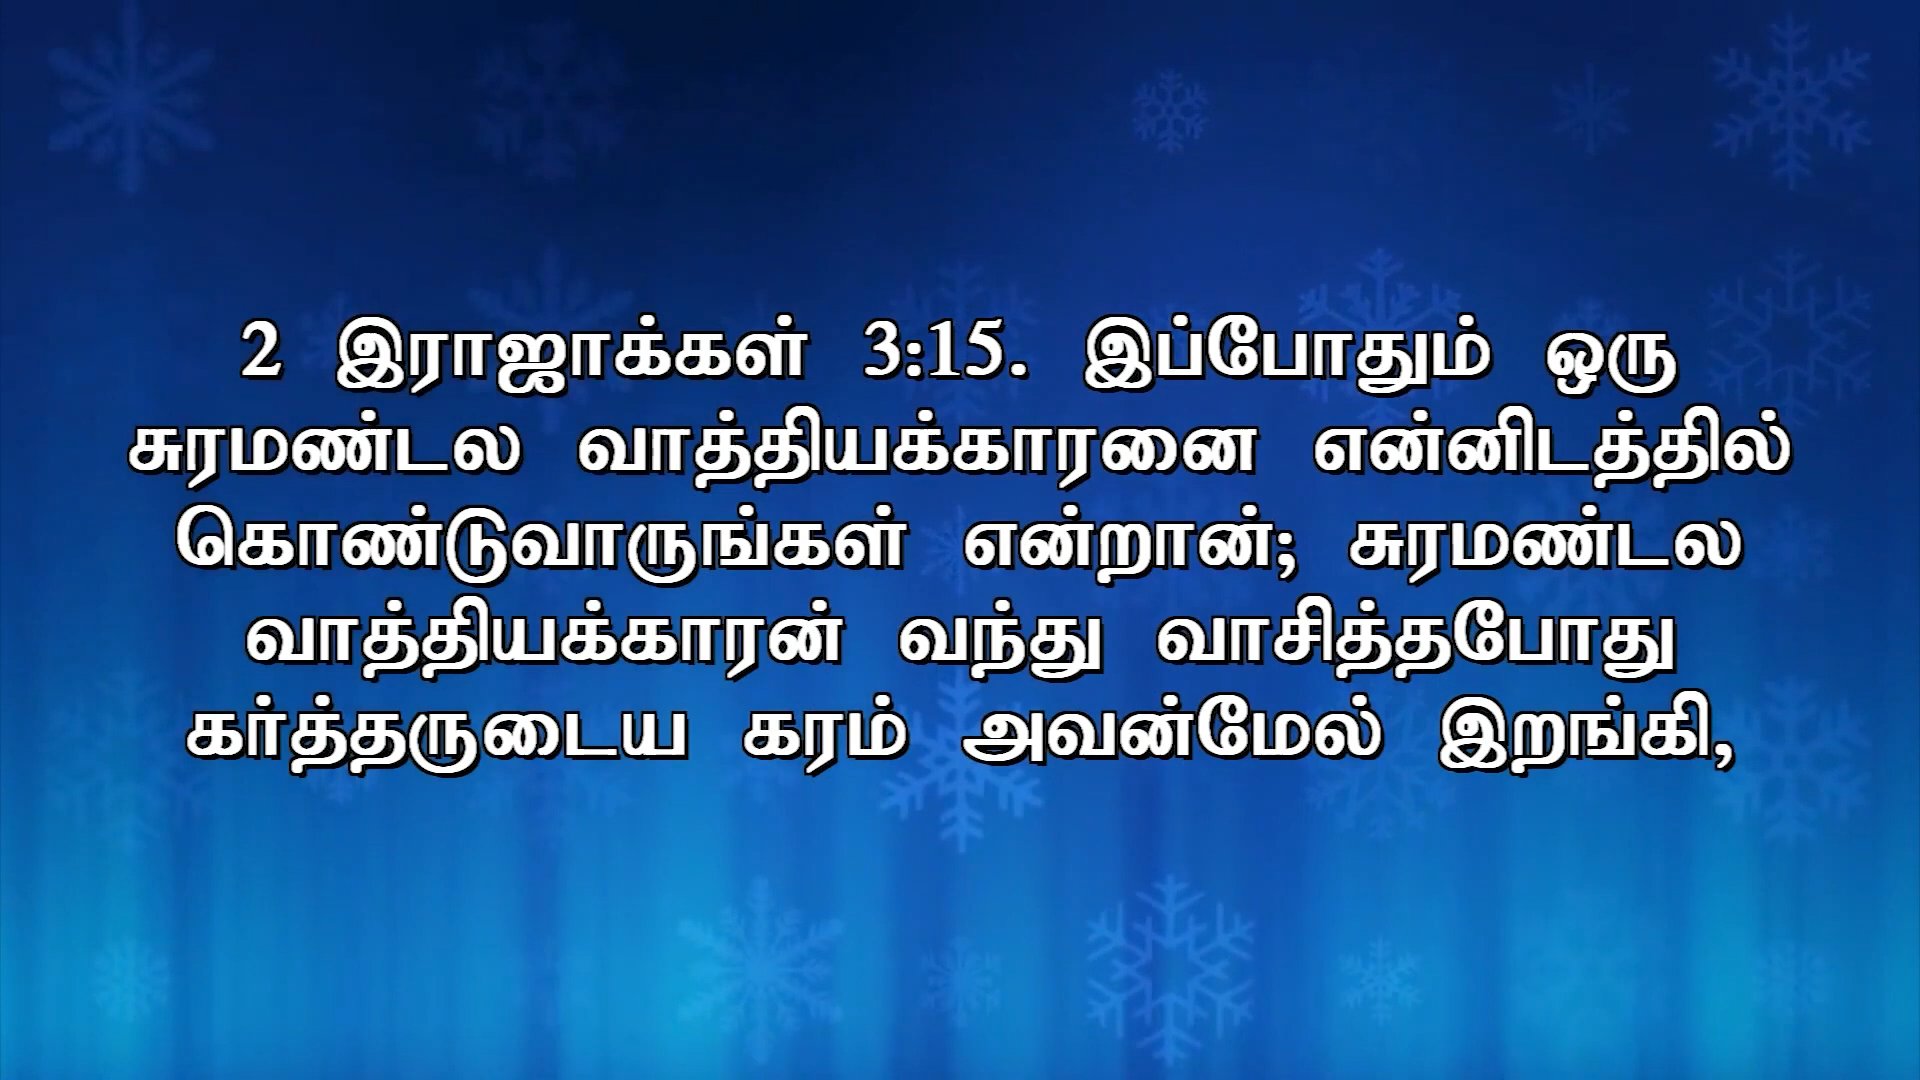 2 இராஜாக்கள் 3:15. இப்போதும் ஒரு
சுரமண்டல வாத்தியக்காரனை என்னிடத்தில்
கொண்டுவாருங்கள் என்றான்; சுரமண்டல
வாத்தியக்காரன் வந்து வாசித்தபோது
கர்த்தருடைய கரம் அவன்மேல் இறங்கி,